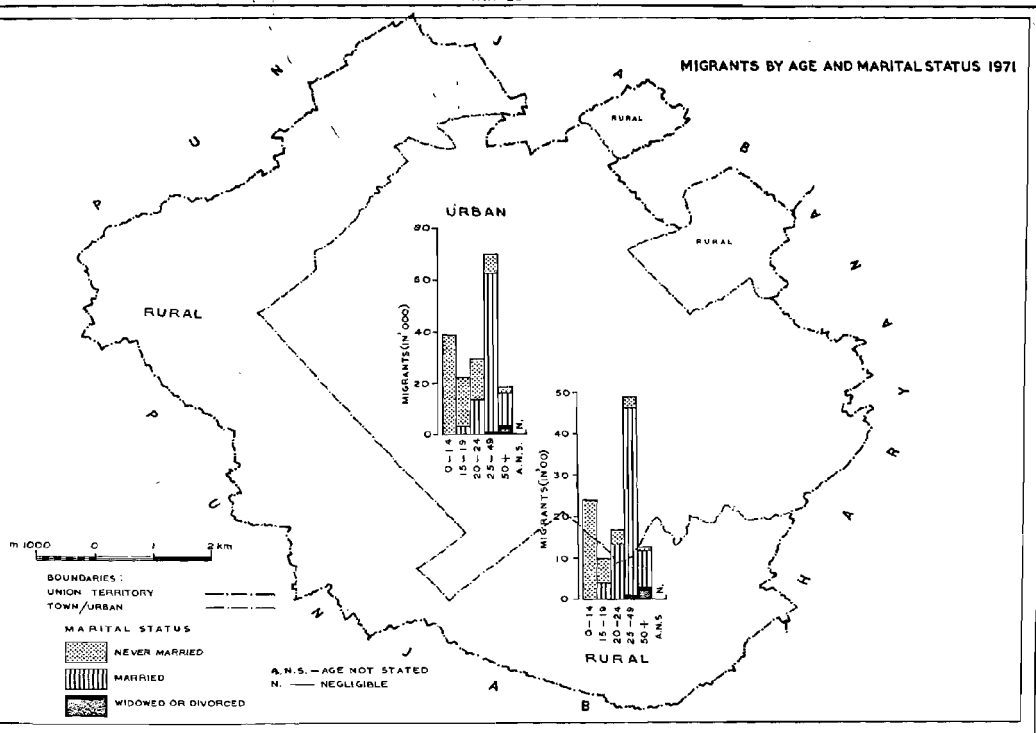 MIGRANTS BY AGE AND MARITAL STATUS 1971
P U N J A B
H A R Y A N A
P U N J A B
RURAL
RURAL
RURAL
URBAN
MIGRANTS (IN '000)
80
60
40
20
0
0-14
15-19
20-24
25-49
50+
A.N.S.
N.
MIGRANTS (IN '00)
50
40
30
20
10
0
0-14
15-19
20-24
25-49
50+
A.N.S
N.
RURAL
m 1000 0 1 2 km
BOUNDARIES:
UNION TERRITORY
TOWN/URBAN
MARITAL STATUS
NEVER MARRIED
MARRIED
WIDOWED OR DIVORCED
A.N.S. — AGE NOT STATED
N. — NEGLIGIBLE